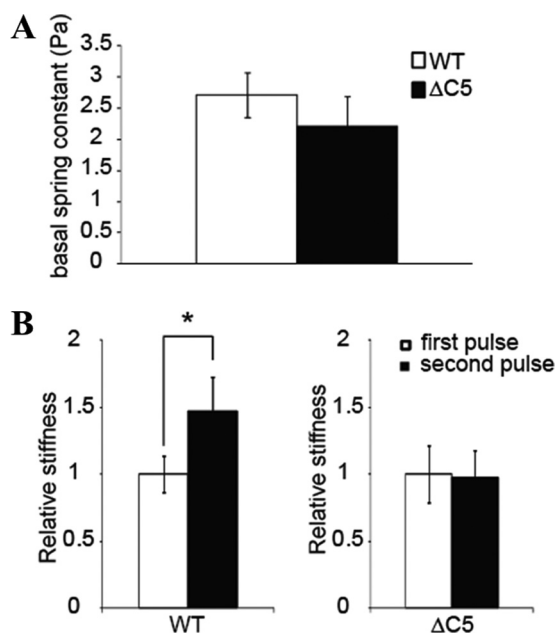 A
basal spring constant (Pa)
3.5
3
2.5
2
1.5
1
0.5
0
WT
ΔC5
B
Relative stiffness
2
1.5
1
0.5
0
*
WT
Relative stiffness
2
1.5
1
0.5
0
first pulse
second pulse
ΔC5